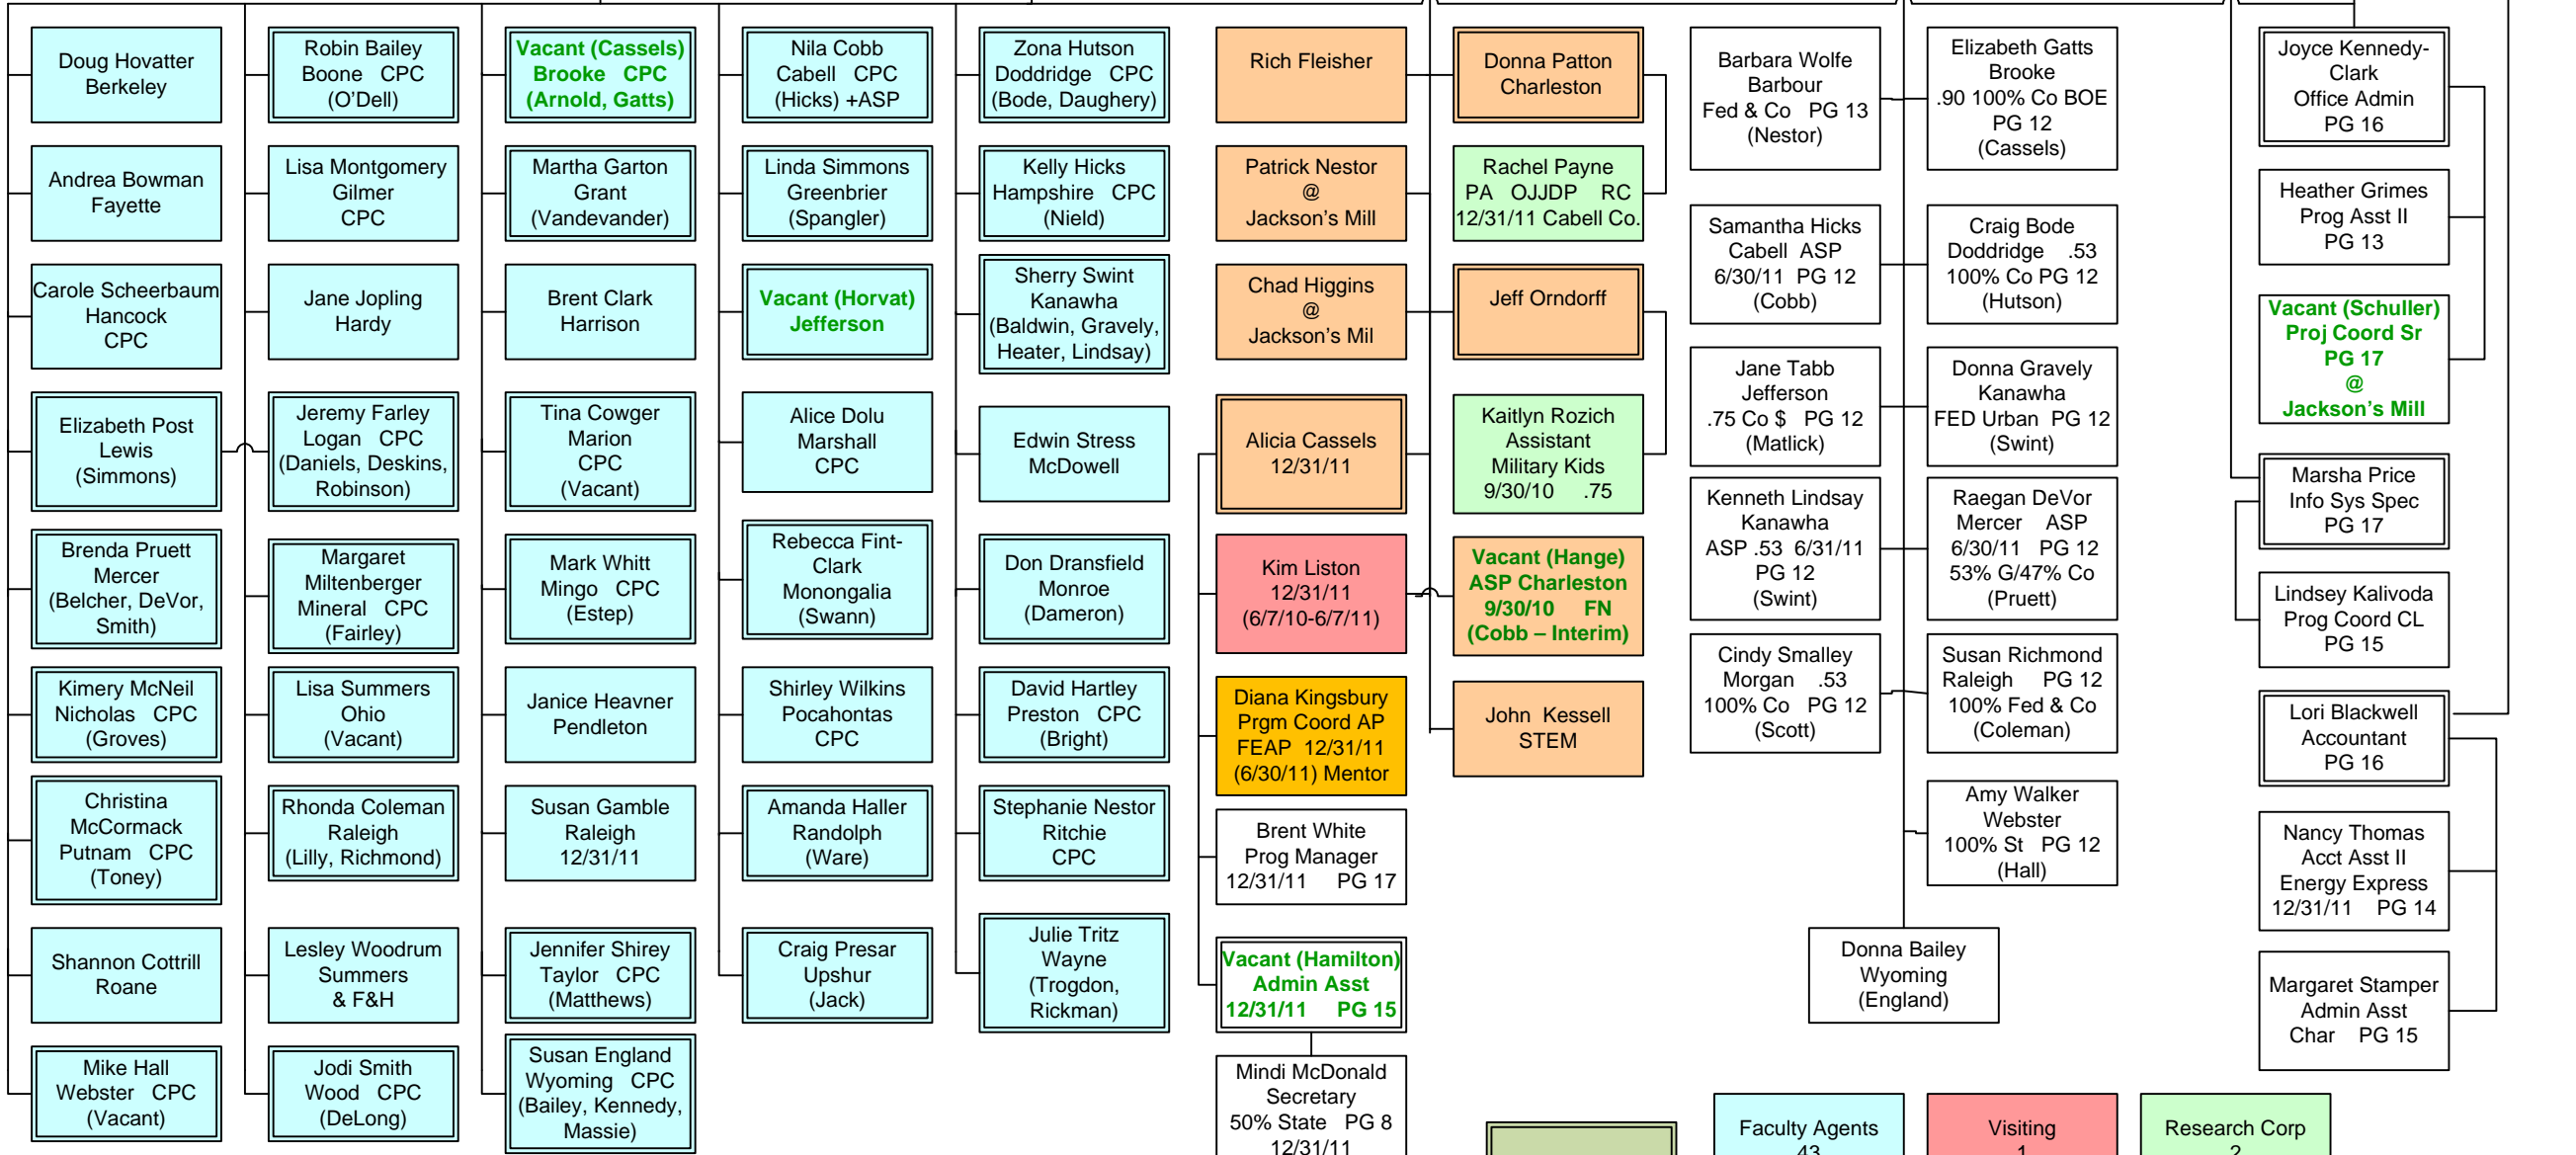 Doug Hovatter
Berkeley
Andrea Bowman
Fayette
Carole Scheerbaum
Hancock
CPC
Elizabeth Post
Lewis
(Simmons)
Brenda Pruett
Mercer
(Belcher, DeVor,
Smith)
Kimery McNeil
Nicholas CPC
(Groves)
Christina
McCormack
Putnam CPC
(Toney)
Shannon Cottrill
Roane
Mike Hall
Webster CPC
(Vacant)
Robin Bailey
Boone CPC
(O'Dell)
Lisa Montgomery
Gilmer
CPC
Jane Jopling
Hardy
Jeremy Farley
Logan CPC
(Daniels, Deskins,
Robinson)
Margaret
Miltenberger
Mineral CPC
(Fairley)
Lisa Summers
Ohio
(Vacant)
Rhonda Coleman
Raleigh
(Lilly, Richmond)
Lesley Woodrum
Summers
& F&H
Jodi Smith
Wood CPC
(DeLong)
Vacant (Cassels)
Brooke CPC
(Arnold, Gatts)
Martha Garton
Grant
(Vandevander)
Brent Clark
Harrison
Tina Cowger
Marion
CPC
(Vacant)
Mark Whitt
Mingo CPC
(Estep)
Janice Heavner
Pendleton
Susan Gamble
Raleigh
12/31/11
Jennifer Shirey
Taylor CPC
(Matthews)
Susan England
Wyoming CPC
(Bailey, Kennedy,
Massie)
Nila Cobb
Cabell CPC
(Hicks) +ASP
Linda Simmons
Greenbrier
(Spangler)
Vacant (Horvat)
Jefferson
Alice Dolu
Marshall
CPC
Rebecca Fint-
Clark
Monongalia
(Swann)
Shirley Wilkins
Pocahontas
CPC
Amanda Haller
Randolph
(Ware)
Craig Presar
Upshur
(Jack)
Zona Hutson
Doddridge CPC
(Bode, Daughery)
Kelly Hicks
Hampshire CPC
(Nield)
Sherry Swint
Kanawha
(Baldwin, Gravely,
Heater, Lindsay)
Edwin Stress
McDowell
Don Dransfield
Monroe
(Dameron)
David Hartley
Preston CPC
(Bright)
Stephanie Nestor
Ritchie
CPC
Julie Tritz
Wayne
(Trogdon,
Rickman)
Rich Fleisher
Patrick Nestor
@
Jackson's Mill
Chad Higgins
@
Jackson's Mil
Alicia Cassels
12/31/11
Kim Liston
12/31/11
(6/7/10-6/7/11)
Diana Kingsbury
Prgm Coord AP
FEAP 12/31/11
(6/30/11) Mentor
Brent White
Prog Manager
12/31/11 PG 17
Vacant (Hamilton)
Admin Asst
12/31/11 PG 15
Mindi McDonald
Secretary
50% State PG 8
12/31/11
Donna Patton
Charleston
Rachel Payne
PA OJJDP RC
12/31/11 Cabell Co.
Jeff Orndorff
Kaitlyn Rozich
Assistant
Military Kids
9/30/10 .75
Vacant (Hange)
ASP Charleston
9/30/10 FN
(Cobb – Interim)
John Kessell
STEM
Barbara Wolfe
Barbour
Fed & Co PG 13
(Nestor)
Samantha Hicks
Cabell ASP
6/30/11 PG 12
(Cobb)
Jane Tabb
Jefferson
.75 Co $ PG 12
(Matlick)
Kenneth Lindsay
Kanawha
ASP .53 6/31/11
PG 12
(Swint)
Cindy Smalley
Morgan .53
100% Co PG 12
(Scott)
Elizabeth Gatts
Brooke
.90 100% Co BOE
PG 12
(Cassels)
Craig Bode
Doddridge .53
100% Co PG 12
(Hutson)
Donna Gravely
Kanawha
FED Urban PG 12
(Swint)
Raegan DeVor
Mercer ASP
6/30/11 PG 12
53% G/47% Co
(Pruett)
Susan Richmond
Raleigh PG 12
100% Fed & Co
(Coleman)
Amy Walker
Webster
100% St PG 12
(Hall)
Donna Bailey
Wyoming
(England)
Joyce Kennedy-
Clark
Office Admin
PG 16
Heather Grimes
Prog Asst II
PG 13
Vacant (Schuller)
Proj Coord Sr
PG 17
@
Jackson's Mill
Marsha Price
Info Sys Spec
PG 17
Lindsey Kalivoda
Prog Coord CL
PG 15
Lori Blackwell
Accountant
PG 16
Nancy Thomas
Acct Asst II
Energy Express
12/31/11 PG 14
Margaret Stamper
Admin Asst
Char PG 15
Faculty Agents
43
Visiting
1
Research Corp
2